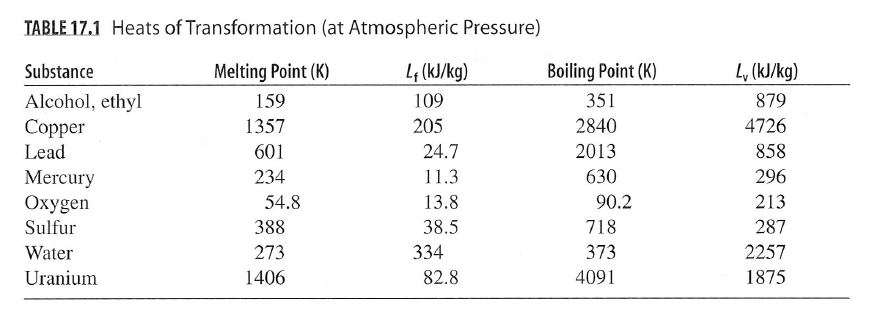 TABLE 17.1 Heats of Transformation (at Atmospheric Pressure)
Substance Melting Point (K) Lf (kJ/kg) Boiling Point (K) Lv (kJ/kg)
Alcohol, ethyl 159 109 351 879
Copper 1357 205 2840 4726
Lead 601 24.7 2013 858
Mercury 234 11.3 630 296
Oxygen 54.8 13.8 90.2 213
Sulfur 388 38.5 718 287
Water 273 334 373 2257
Uranium 1406 82.8 4091 1875